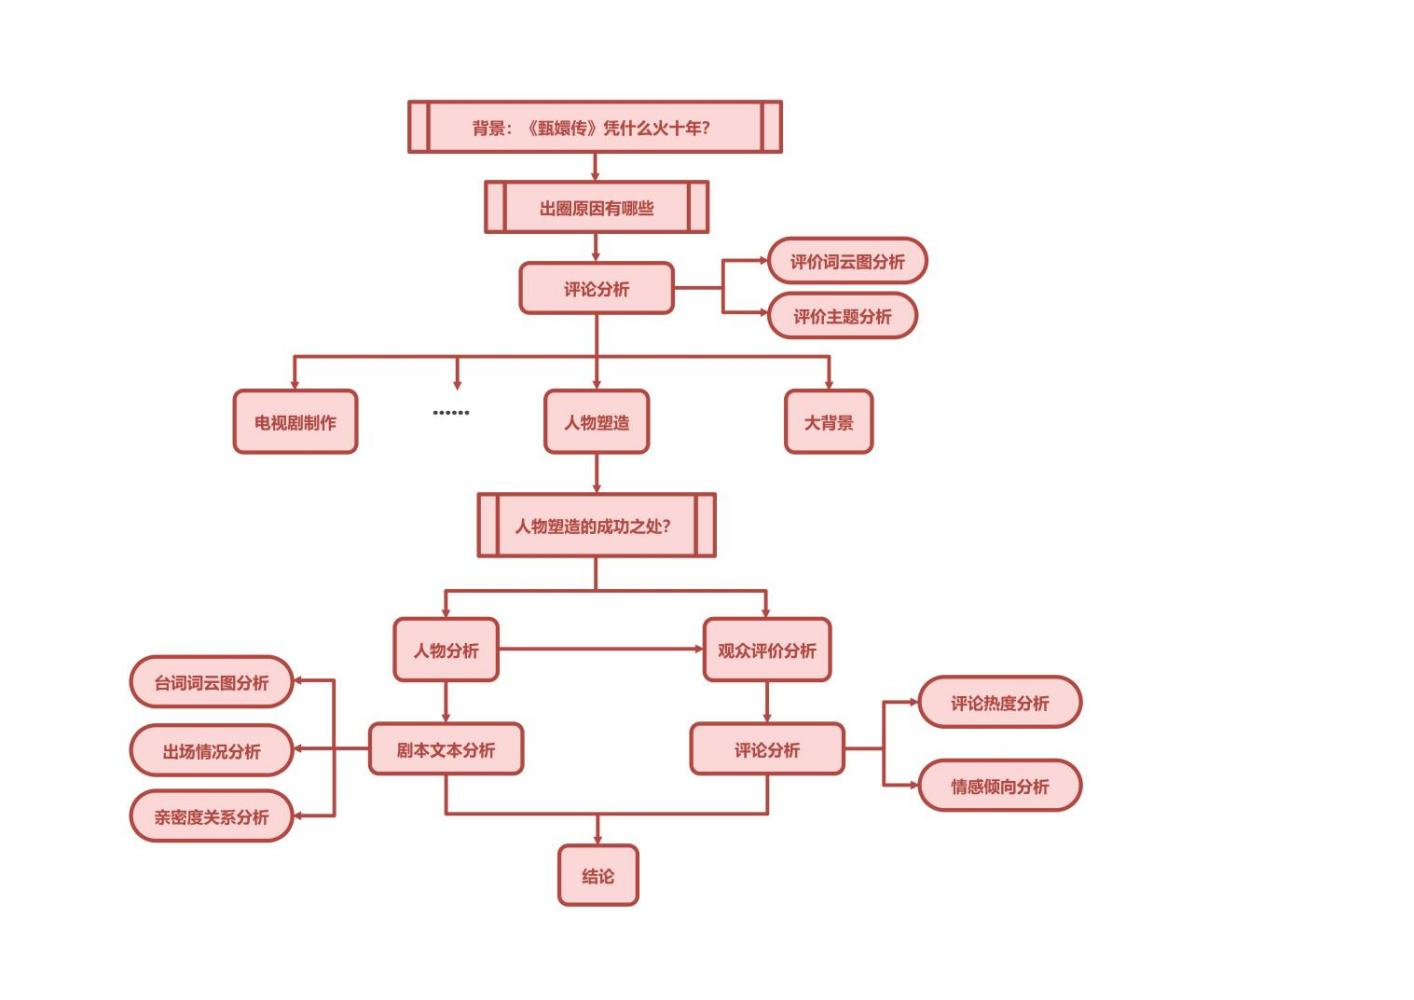 背景：《甄嬛传》凭什么火十年？
出圈原因有哪些
评论分析
评价词云图分析
评价主题分析
电视剧制作
……
人物塑造
大背景
人物塑造的成功之处？
人物分析
观众评价分析
台词词云图分析
出场情况分析
亲密度关系分析
剧本文本分析
评论分析
评论热度分析
情感倾向分析
结论